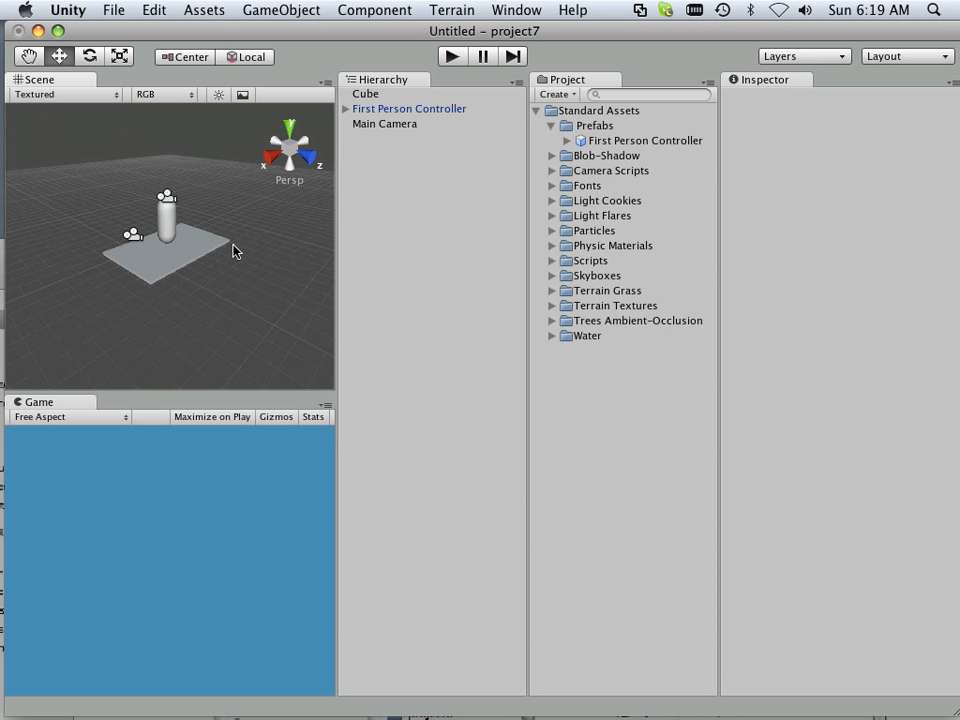 Unity File Edit Assets GameObject Component Terrain Window Help Sun 6:19 AM
Untitled - project7
Center Local Layers Layout
Scene Hierarchy Project Inspector
Textured RGB
Create
Cube
First Person Controller
Main Camera
Standard Assets
Prefabs
First Person Controller
Blob-Shadow
Camera Scripts
Fonts
Light Cookies
Light Flares
Particles
Physic Materials
Scripts
Skyboxes
Terrain Grass
Terrain Textures
Trees Ambient-Occlusion
Water
y
x z
Persp
Game
Free Aspect Maximize on Play Gizmos Stats